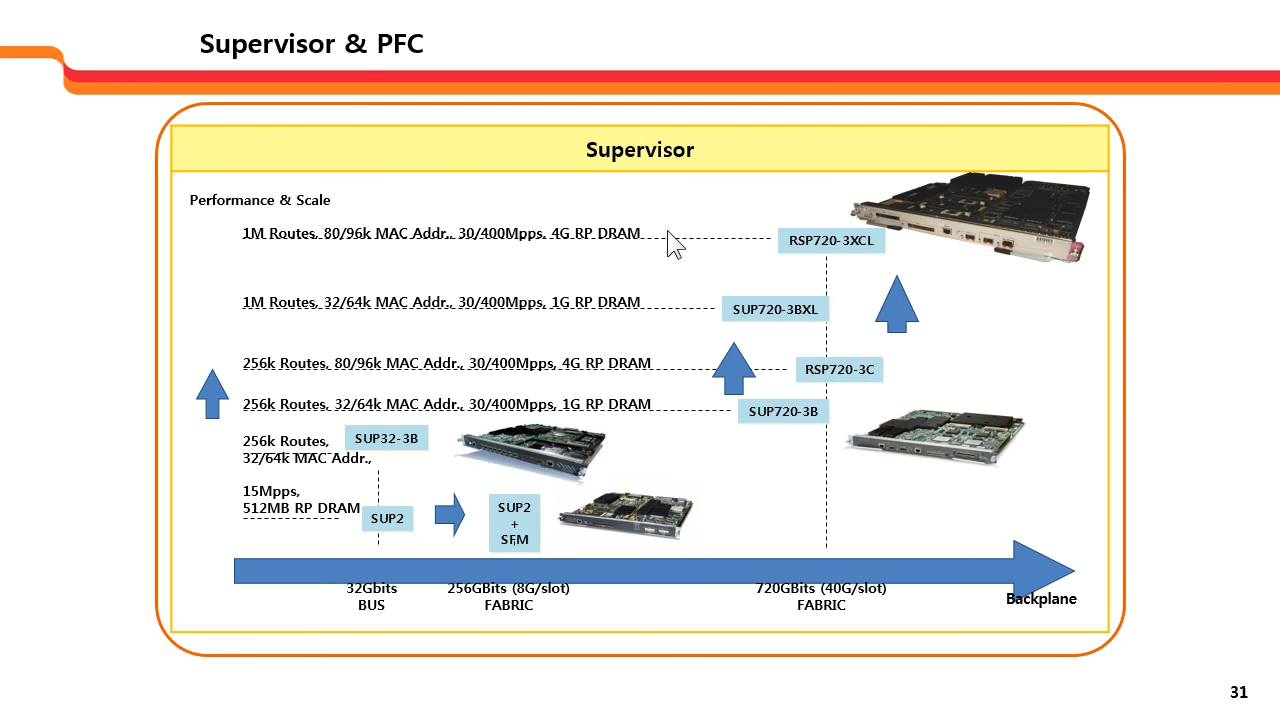 Supervisor & PFC
Supervisor
Performance & Scale
1M Routes, 80/96k MAC Addr., 30/400Mpps, 4G RP DRAM
RSP720-3XCL
1M Routes, 32/64k MAC Addr., 30/400Mpps, 1G RP DRAM
SUP720-3BXL
256k Routes, 80/96k MAC Addr., 30/400Mpps, 4G RP DRAM
RSP720-3C
256k Routes, 32/64k MAC Addr., 30/400Mpps, 1G RP DRAM
SUP720-3B
256k Routes,
32/64k MAC Addr.,
SUP32-3B
15Mpps,
512MB RP DRAM
SUP2
SUP2
+
SFM
32Gbits
BUS
256GBits (8G/slot)
FABRIC
720GBits (40G/slot)
FABRIC
Backplane
31